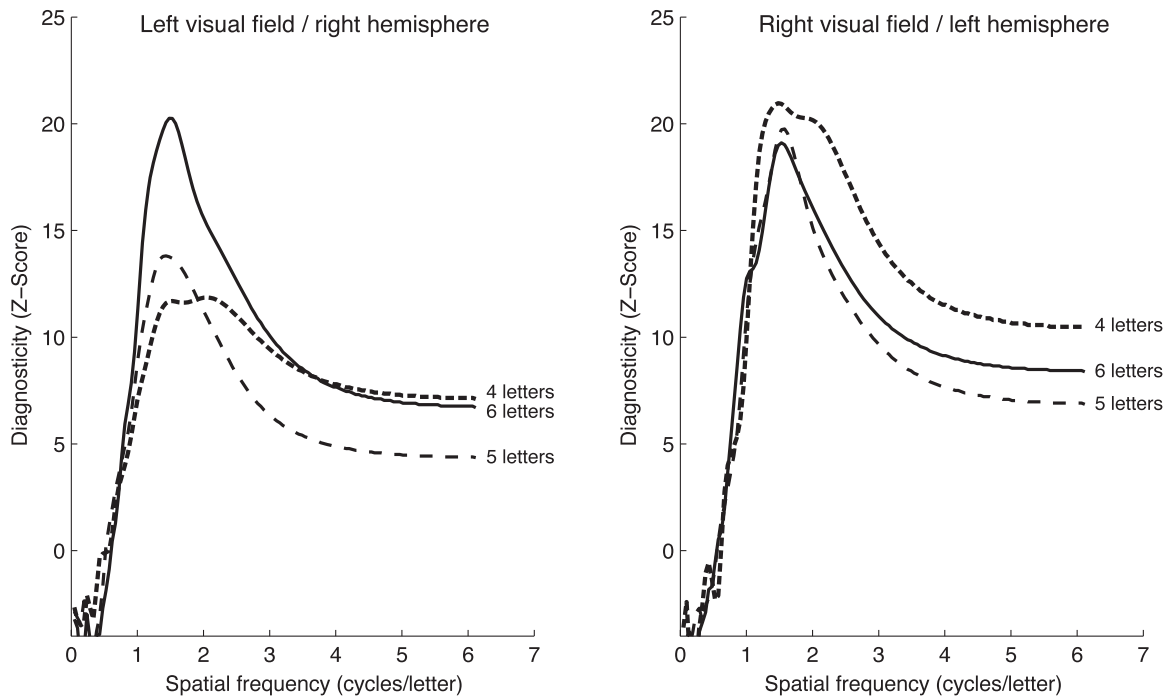 Left visual field / right hemisphere
25
20
15
10
5
0
Diagnosticity (Z−Score)
4 letters
6 letters
5 letters
0 1 2 3 4 5 6 7
Spatial frequency (cycles/letter)
Right visual field / left hemisphere
25
20
15
10
5
0
Diagnosticity (Z−Score)
4 letters
6 letters
5 letters
0 1 2 3 4 5 6 7
Spatial frequency (cycles/letter)